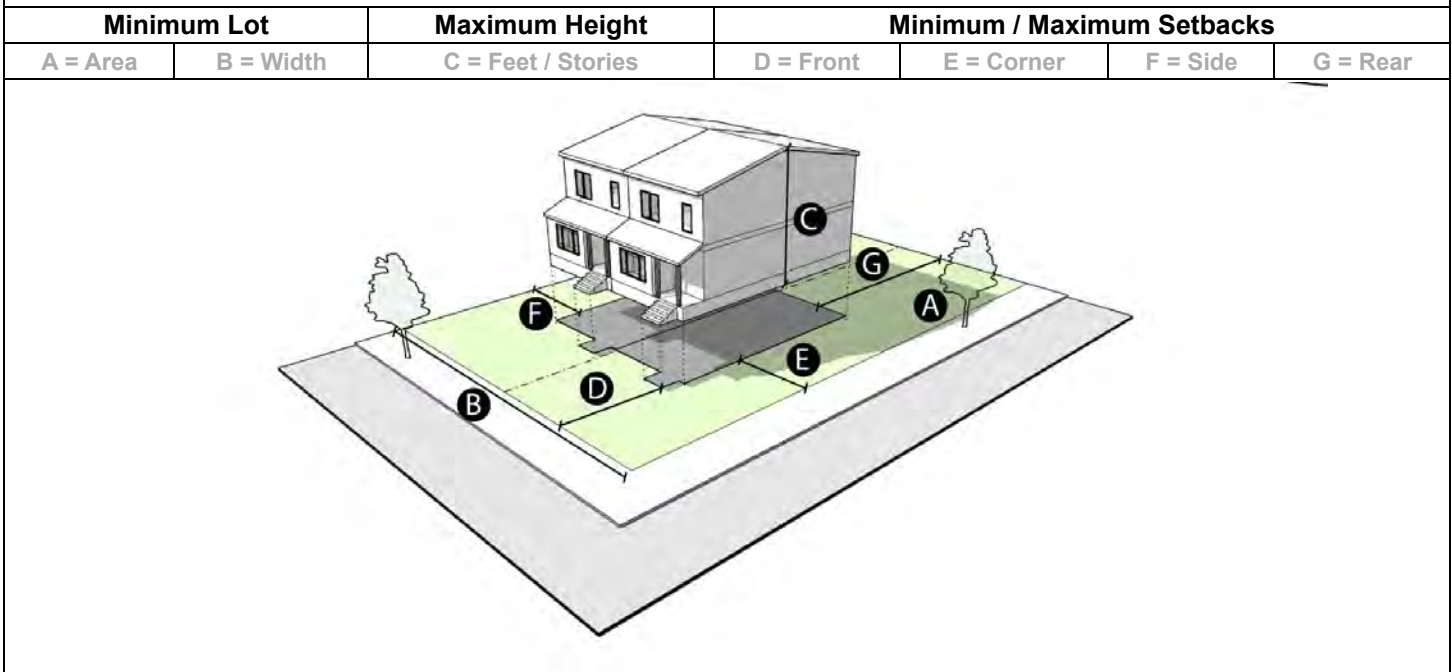 Minimum Lot Maximum Height Minimum / Maximum Setbacks
A = Area B = Width C = Feet / Stories D = Front E = Corner F = Side G = Rear
C
G
A
F
E
D
B